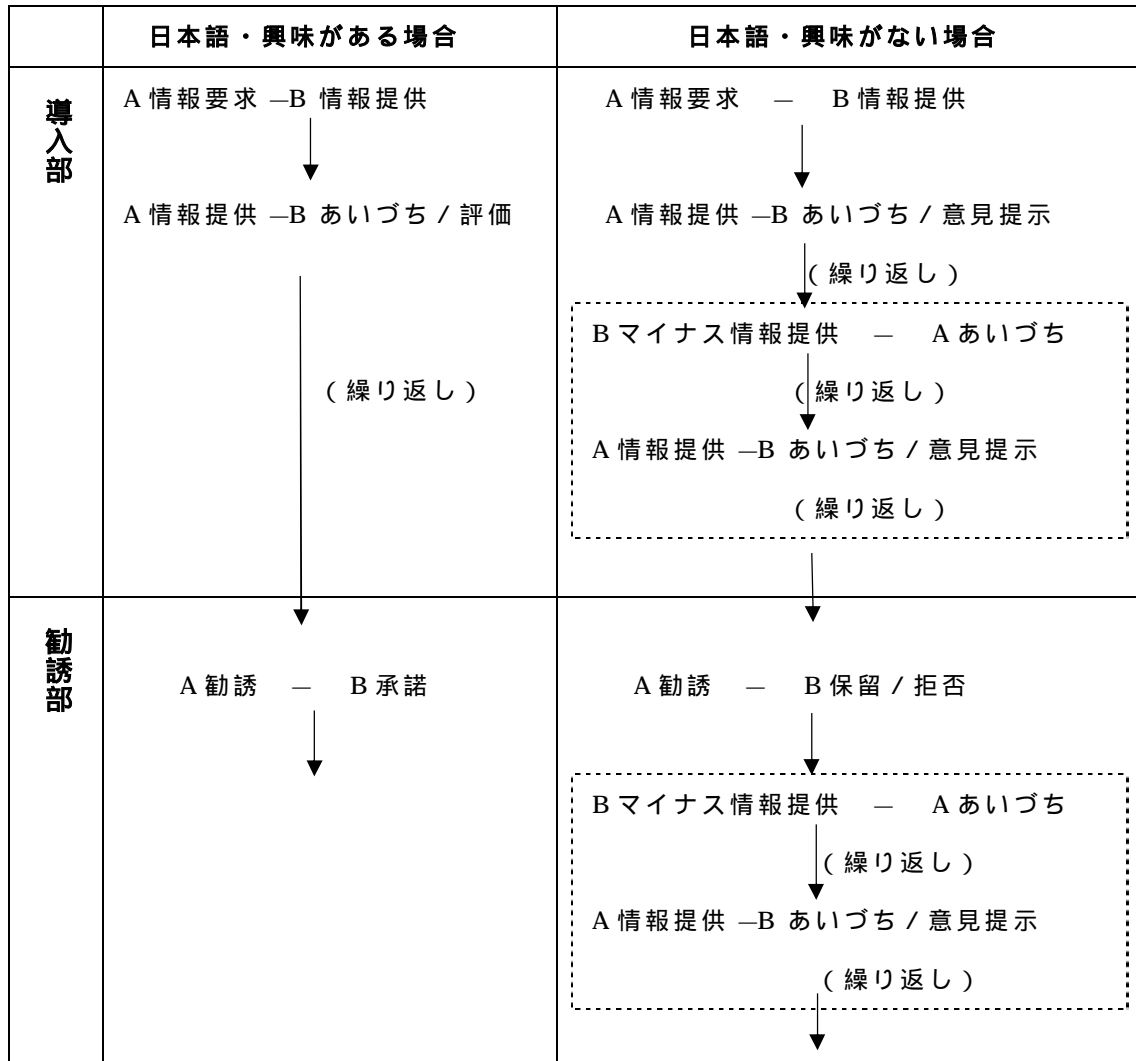 日本語・興味がある場合
日本語・興味がない場合
導入部
A 情報要求 ―B 情報提供
A 情報提供 ―B あいづち / 評価
(繰り返し)
A 情報要求 ― B 情報提供
A 情報提供 ―B あいづち / 意見提示
(繰り返し)
B マイナス情報提供 ― A あいづち
(繰り返し)
A 情報提供 ―B あいづち / 意見提示
(繰り返し)
勧誘部
A 勧誘 ― B 承諾
A 勧誘 ― B 保留 / 拒否
B マイナス情報提供 ― A あいづち
(繰り返し)
A 情報提供 ―B あいづち / 意見提示
(繰り返し)